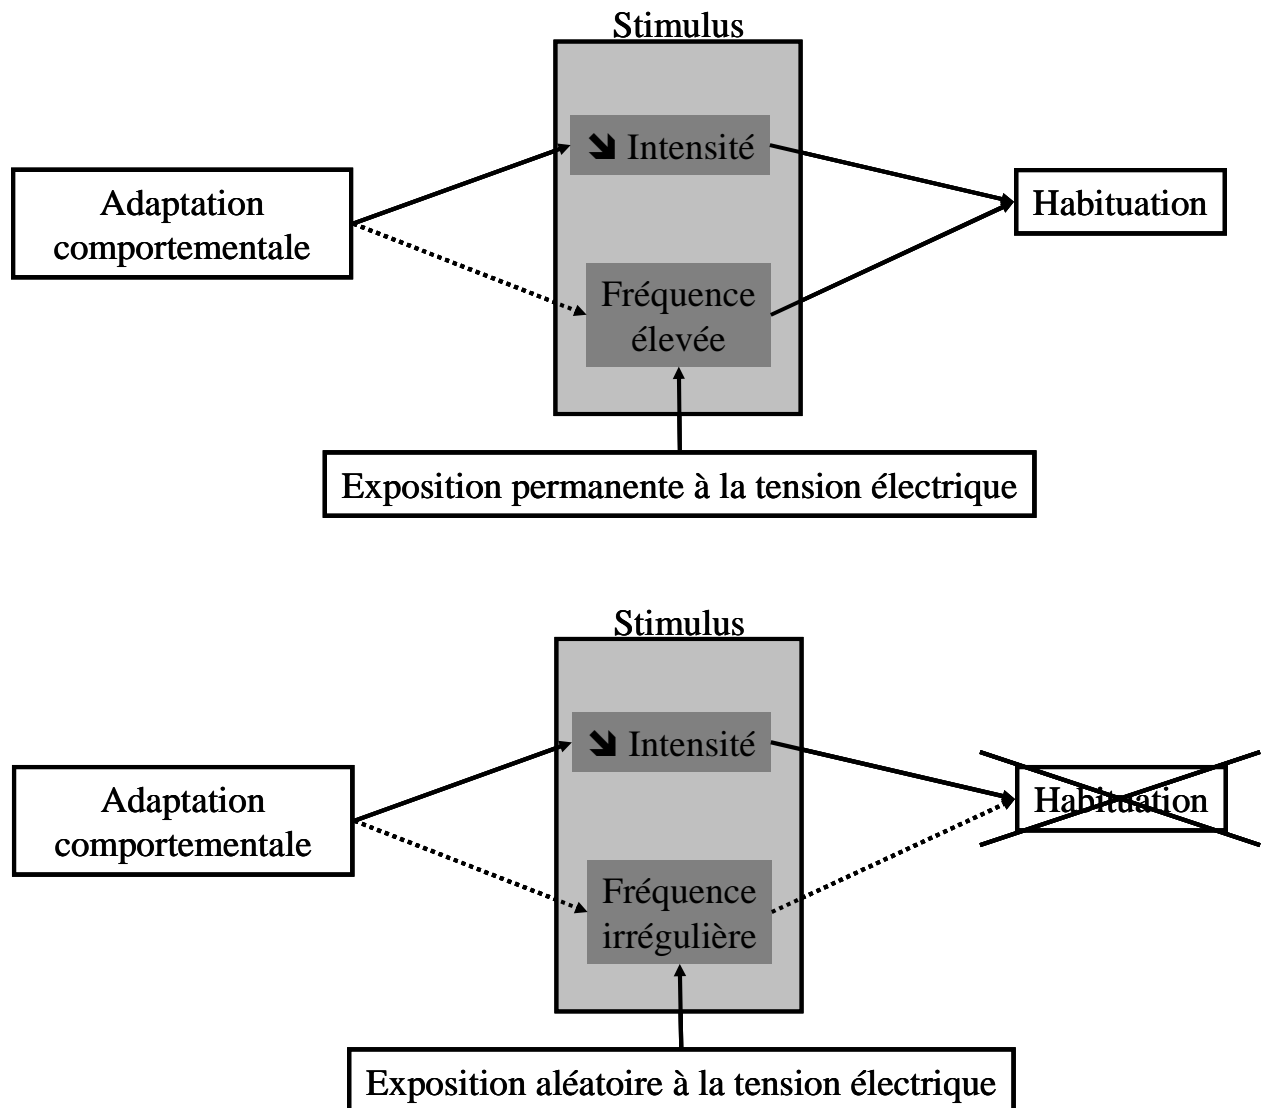 Stimulus
↘ Intensité
Adaptation
comportementale
Habituation
Fréquence
élevée
Exposition permanente à la tension électrique
Stimulus
↘ Intensité
Adaptation
comportementale
Habituation
Fréquence
irrégulière
Exposition aléatoire à la tension électrique